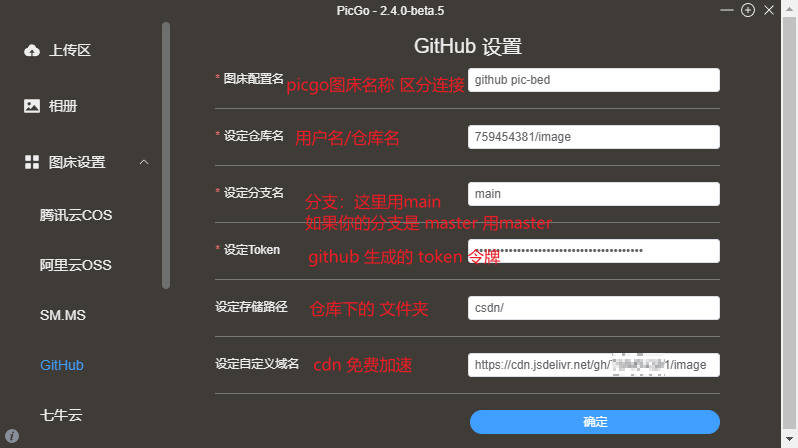 PicGo - 2.4.0-beta.5
上传区
相册
图床设置
腾讯云COS
阿里云OSS
SM.MS
GitHub
七牛云
GitHub 设置
* 图床配置名 picgo图床名称 区分连接 github pic-bed
* 设定仓库名 用户名/仓库名 759454381/image
* 设定分支名 分支：这里用main main
如果你的分支是 master 用master
* 设定Token github 生成的 token 令牌
设定存储路径 仓库下的 文件夹 csdn/
设定自定义域名 cdn 免费加速 https://cdn.jsdelivr.net/gh/ 1/image
确定